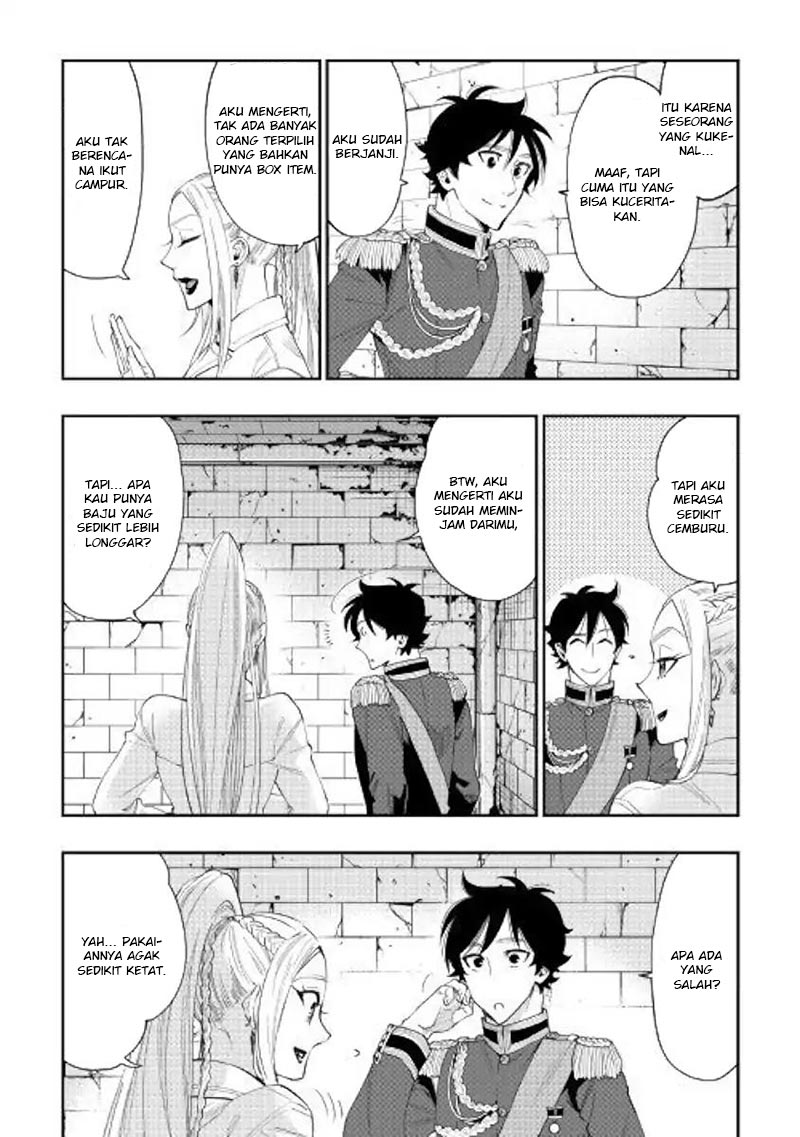 ITU KARENA
SESEORANG
YANG KUKE-
NAL...
MAAF, TAPI
CUMA ITU YANG
BISA KUCERITA-
KAN.
AKU SUDAH
BERJANJI.
AKU MENGERTI,
TAK ADA BANYAK
ORANG TERPILIH
YANG BAHKAN
PUNYA BOX ITEM.
AKU TAK
BERENCA-
NA IKUT
CAMPUR.
TAPI AKU
MERASA
SEDIKIT
CEMBURU.
BTW, AKU
MENGERTI AKU
SUDAH MEMIN-
JAM DARIMU,
TAPI... APA
KAU PUNYA
BAJU YANG
SEDIKIT LEBIH
LONGGAR?
APA ADA
YANG
SALAH?
YAH... PAKAI-
ANNYA AGAK
SEDIKIT KETAT.